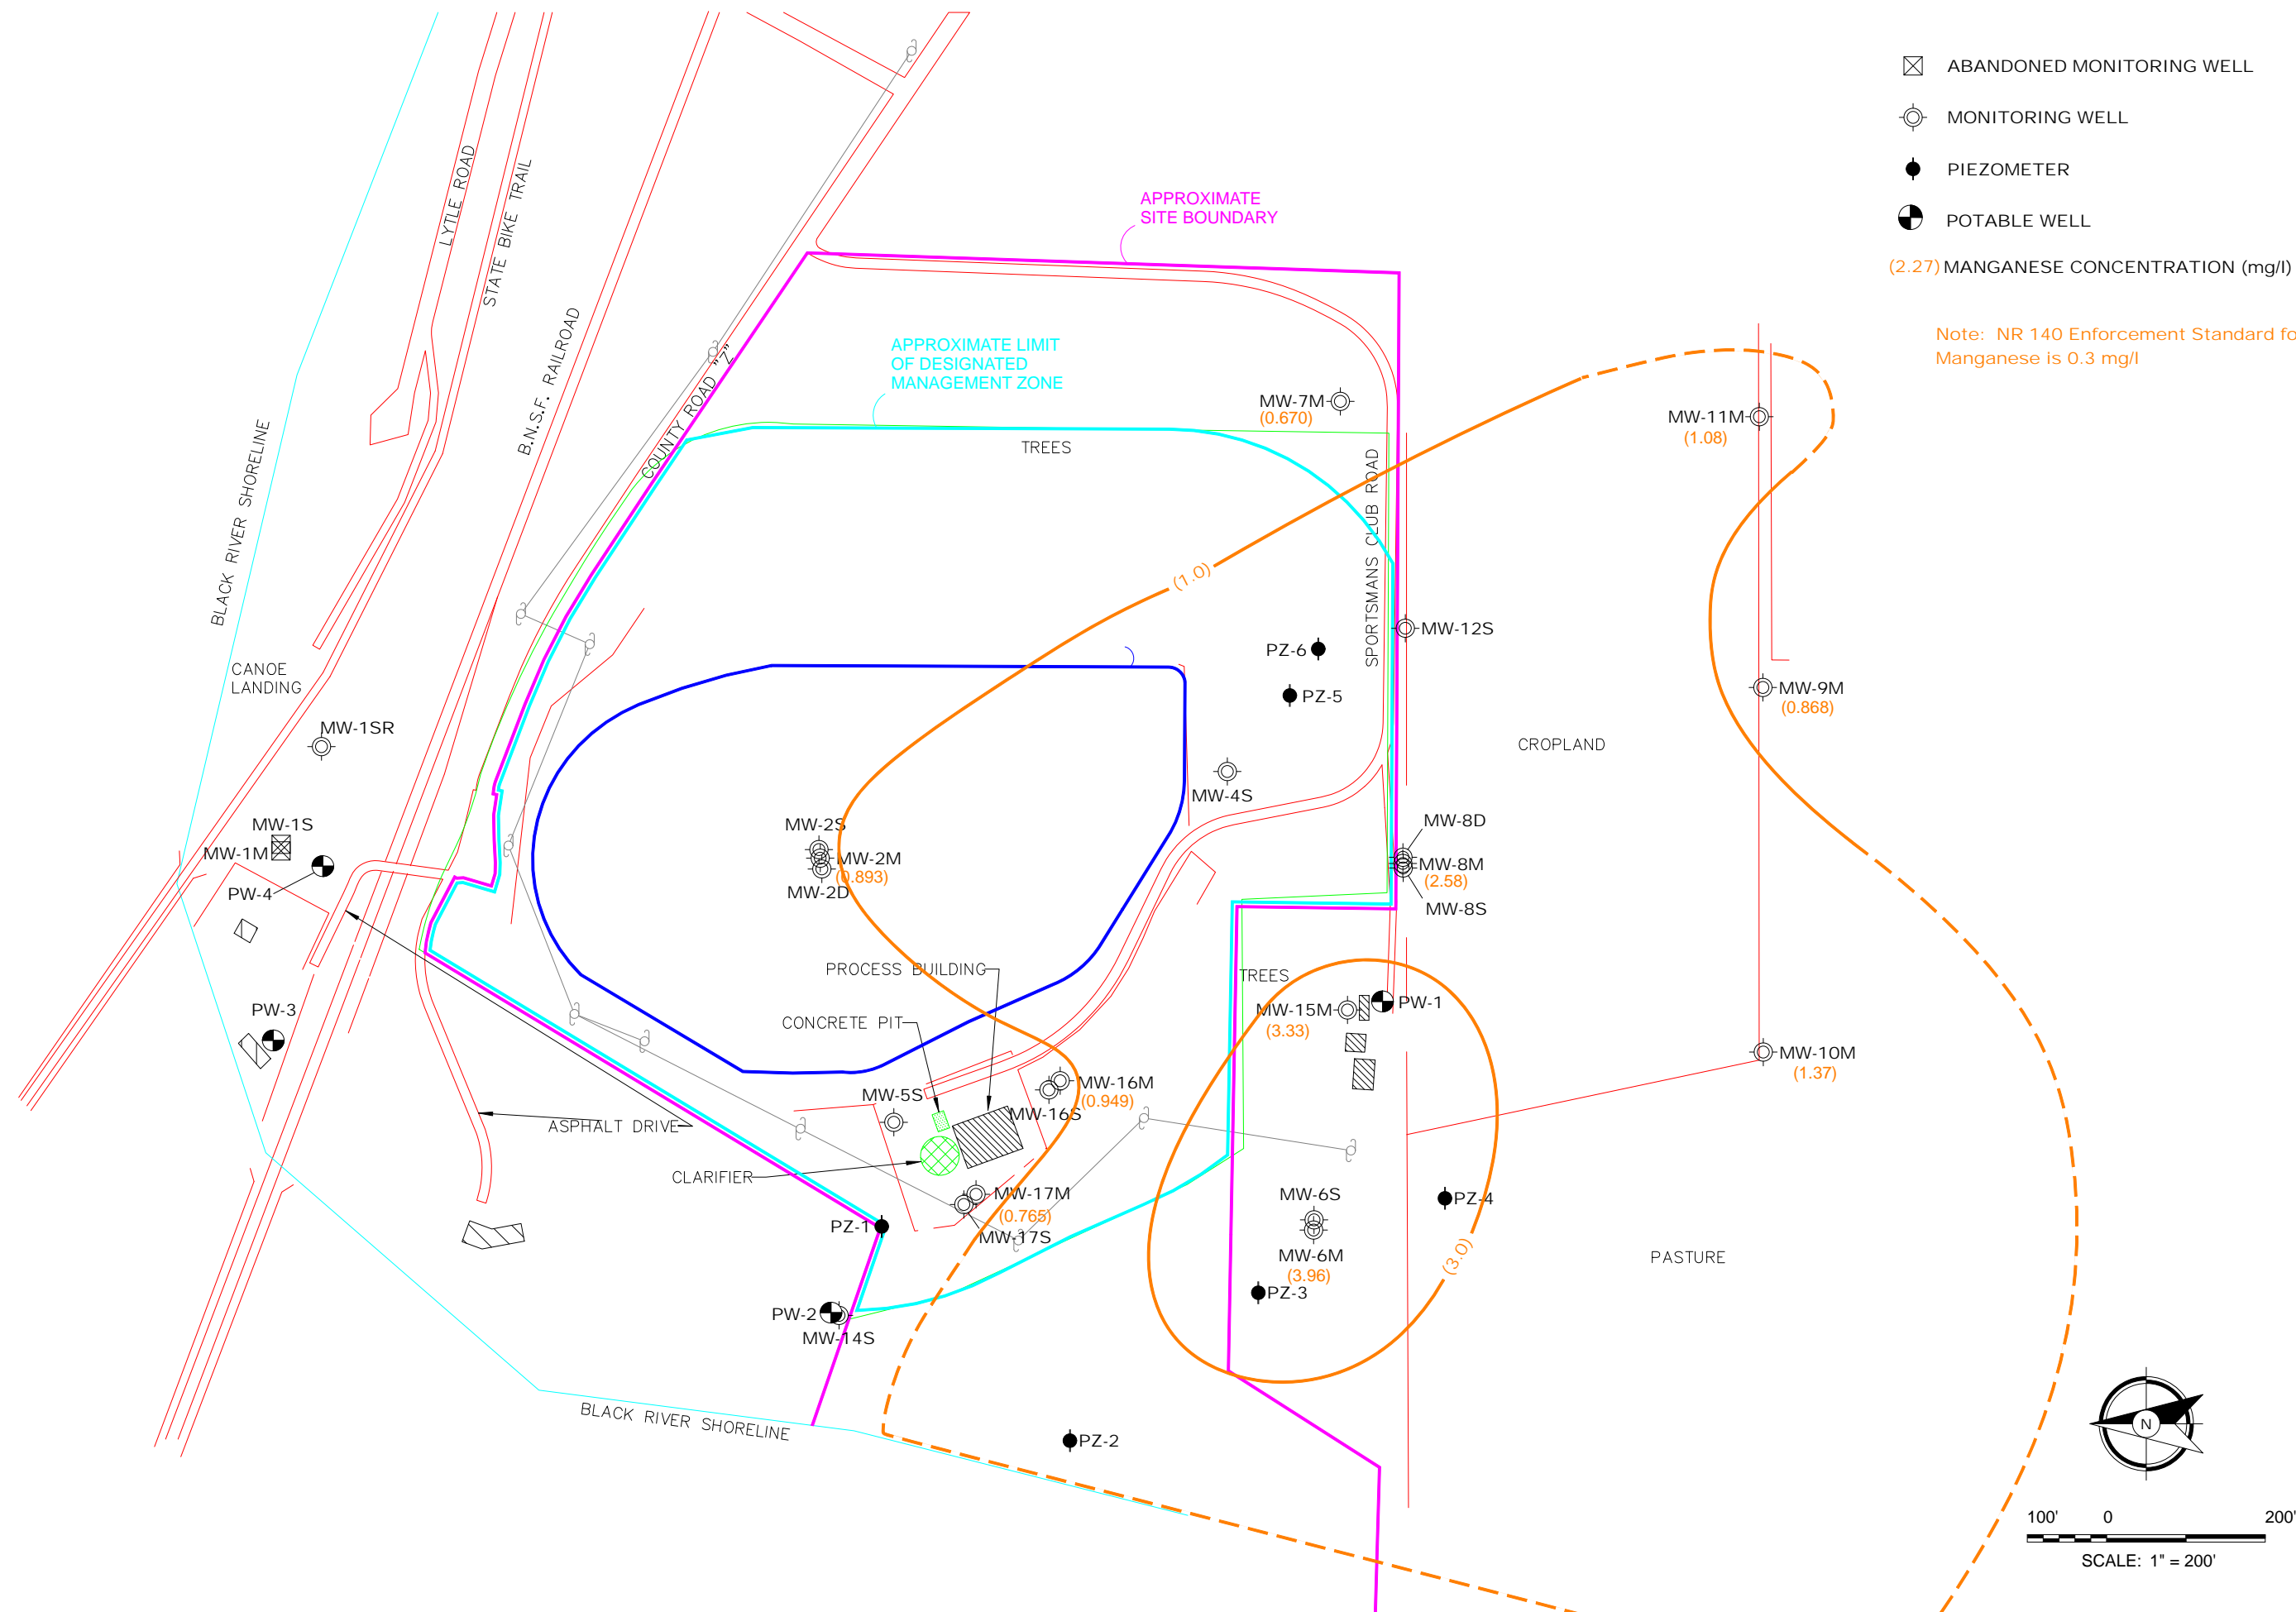 ABANDONED MONITORING WELL
MONITORING WELL
PIEZOMETER
POTABLE WELL
(2.27) MANGANESE CONCENTRATION (mg/l)
Note: NR 140 Enforcement Standard fo
Manganese is 0.3 mg/l
APPROXIMATE
SITE BOUNDARY
APPROXIMATE LIMIT
OF DESIGNATED
MANAGEMENT ZONE
LYTLE ROAD
STATE BIKE TRAIL
B.N.S.F. RAILROAD
COUNTY ROAD "Z"
BLACK RIVER SHORELINE
TREES
MW-7M
(0.670)
MW-11M
(1.08)
SPORTSMANS CLUB ROAD
(1.0)
MW-12S
PZ-6
PZ-5
MW-9M
(0.868)
CANOE
LANDING
MW-1SR
CROPLAND
MW-4S
MW-1S
MW-1M
PW-4
MW-2S
MW-2M
(0.893)
MW-2D
MW-8D
MW-8M
(2.58)
MW-8S
PROCESS BUILDING
TREES
CONCRETE PIT
PW-3
MW-15M
(3.33)
PW-1
MW-10M
(1.37)
MW-5S
MW-16M
(0.949)
MW-16S
ASPHALT DRIVE
CLARIFIER
MW-17M
(0.765)
MW-17S
PZ-1
MW-6S
MW-6M
(3.96)
PZ-4
PZ-3
(3.0)
PASTURE
PW-2
MW-14S
BLACK RIVER SHORELINE
PZ-2
N
100' 0 200'
SCALE: 1" = 200'